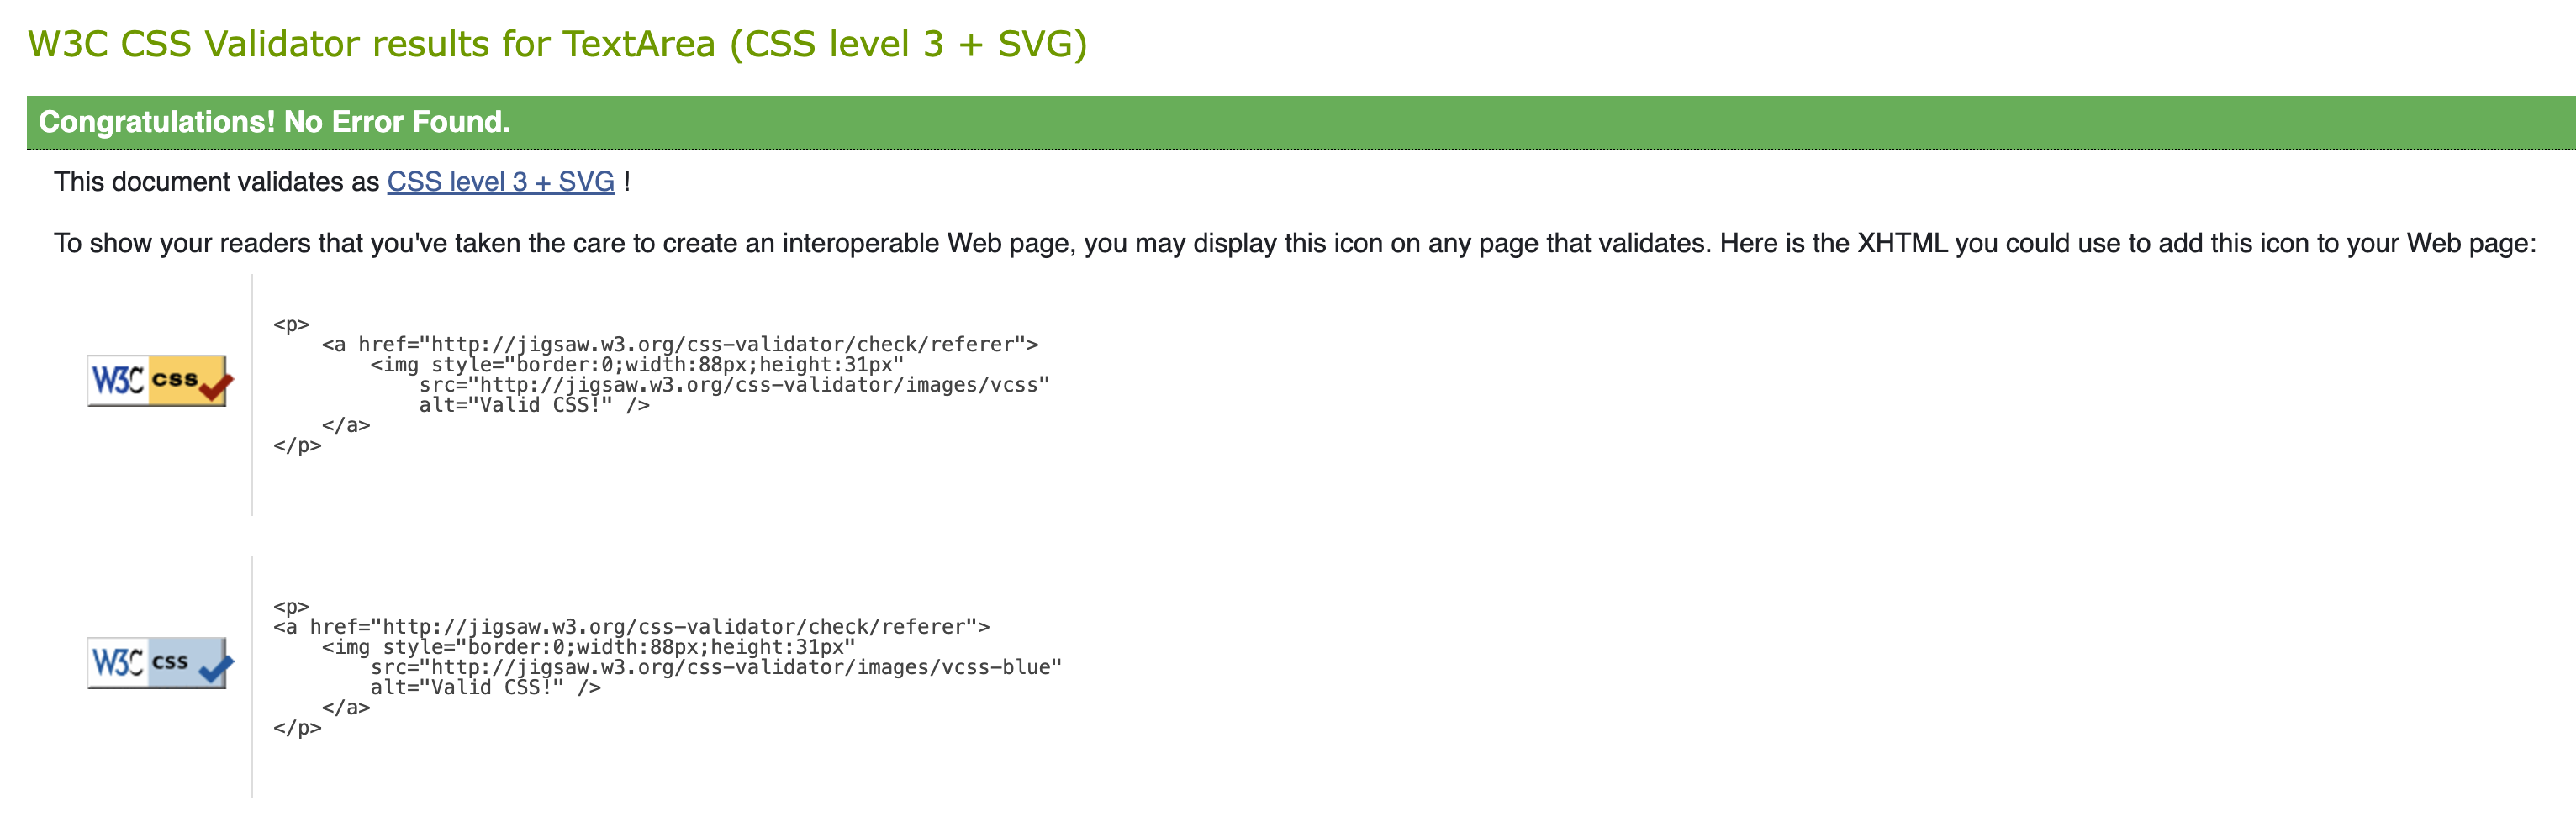 W3C CSS Validator results for TextArea (CSS level 3 + SVG)
Congratulations! No Error Found.
This document validates as CSS level 3 + SVG !
To show your readers that you've taken the care to create an interoperable Web page, you may display this icon on any page that validates. Here is the XHTML you could use to add this icon to your Web page:
W3C css
<p>
    <a href="http://jigsaw.w3.org/css-validator/check/referer">
        <img style="border:0;width:88px;height:31px"
            src="http://jigsaw.w3.org/css-validator/images/vcss"
            alt="Valid CSS!" />
    </a>
</p>
W3C css
<p>
<a href="http://jigsaw.w3.org/css-validator/check/referer">
    <img style="border:0;width:88px;height:31px"
        src="http://jigsaw.w3.org/css-validator/images/vcss-blue"
        alt="Valid CSS!" />
    </a>
</p>